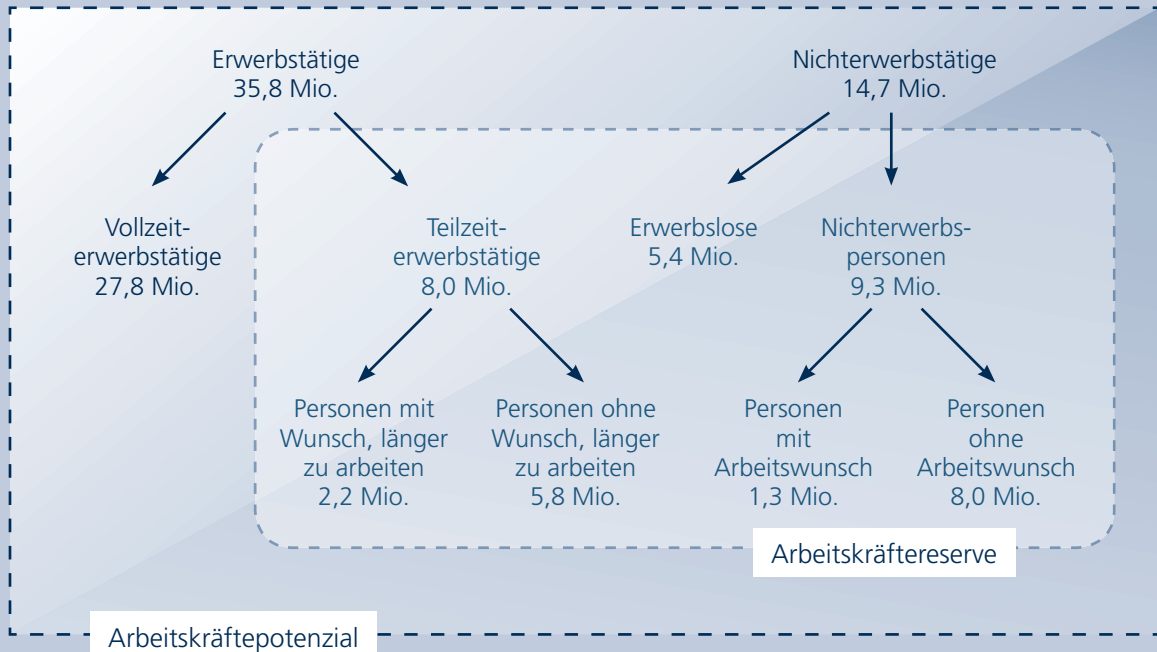 Erwerbstätige
35,8 Mio.
Nichterwerbstätige
14,7 Mio.
Vollzeit-
erwerbstätige
27,8 Mio.
Teilzeit-
erwerbstätige
8,0 Mio.
Erwerbslose
5,4 Mio.
Nichterwerbs-
personen
9,3 Mio.
Personen mit
Wunsch, länger
zu arbeiten
2,2 Mio.
Personen ohne
Wunsch, länger
zu arbeiten
5,8 Mio.
Personen
mit
Arbeitswunsch
1,3 Mio.
Personen
ohne
Arbeitswunsch
8,0 Mio.
Arbeitskräftereserve
Arbeitskräftepotenzial